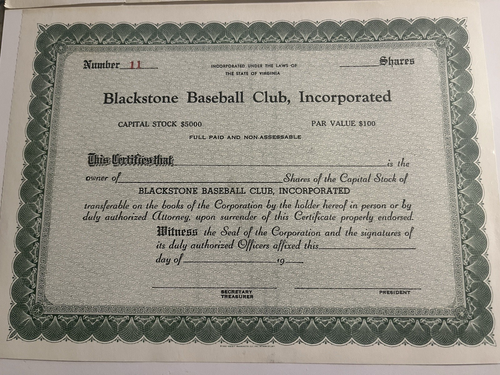 Number 11 INCORPORATED UNDER THE LAWS OF Shares
THE STATE OF VIRGINIA
Blackstone Baseball Club, Incorporated
CAPITAL STOCK $5000 PAR VALUE $100
FULL PAID AND NON-ASSESSABLE
This Certifies that is the
owner of Shares of the Capital Stock of
BLACKSTONE BASEBALL CLUB, INCORPORATED
transferable on the books of the Corporation by the holder hereof in person or by
duly authorized Attorney, upon surrender of this Certificate properly endorsed.
Witness the Seal of the Corporation and the signatures of
its duly authorized Officers affixed this
day of 19
SECRETARY PRESIDENT
TREASURER